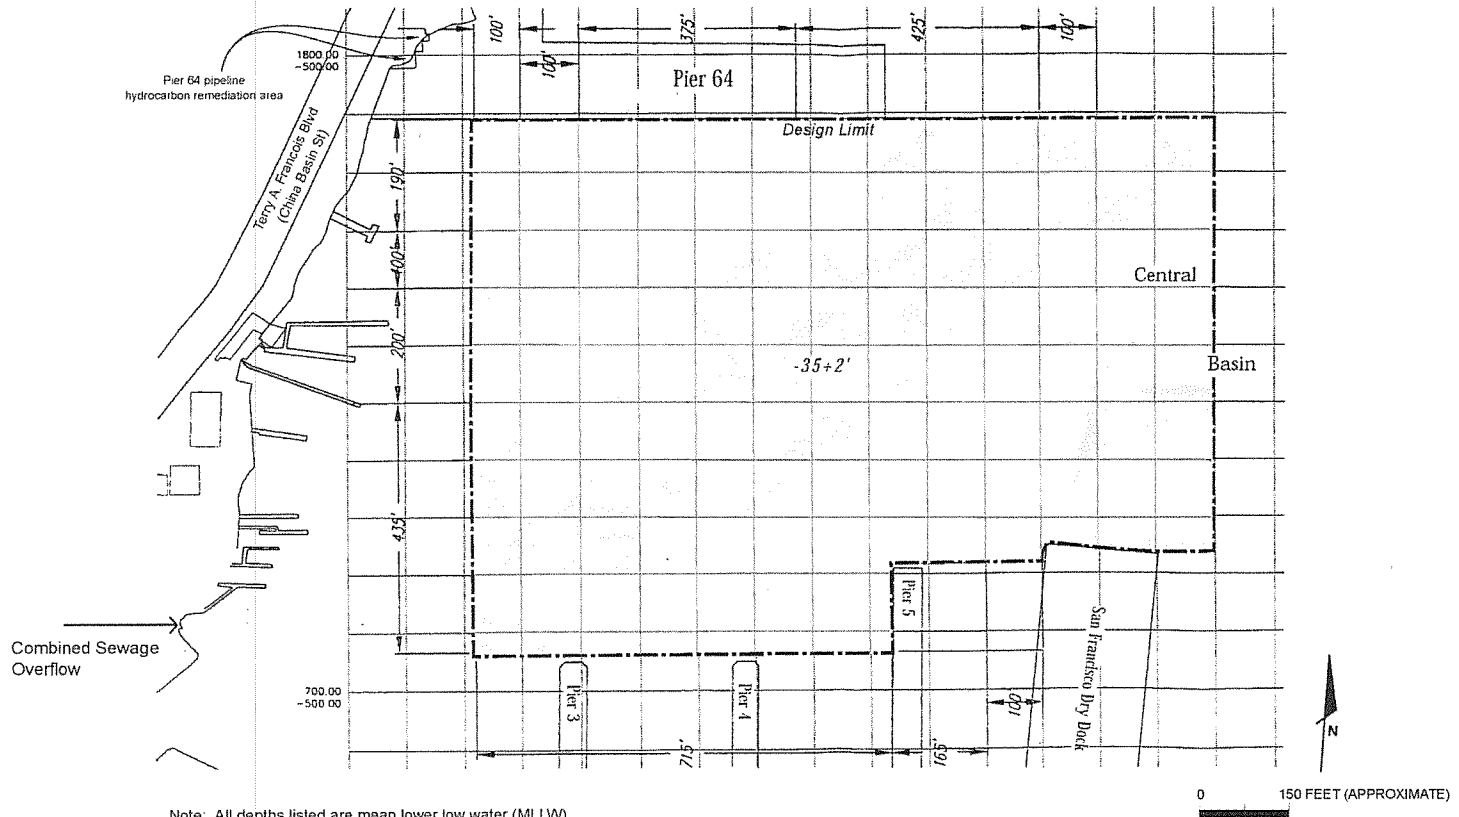 100'
375'
425'
100'
1800.00
~500.00
100'
Pier 64
Pier 64 pipeline
hydrocarbon remediation area
Terry A. Francois Blvd
(China Basin St)
Design Limit
190'
400'
Central
200'
-35+2'
Basin
435'
Pier 5
San Francisco Dry Dock
Combined Sewage
Overflow
700.00
~500.00
Pier 3
Pier 4
100'
N
715'
165'
0
150 FEET (APPROXIMATE)
Note: All depths listed are mean lower low water (MLLW)